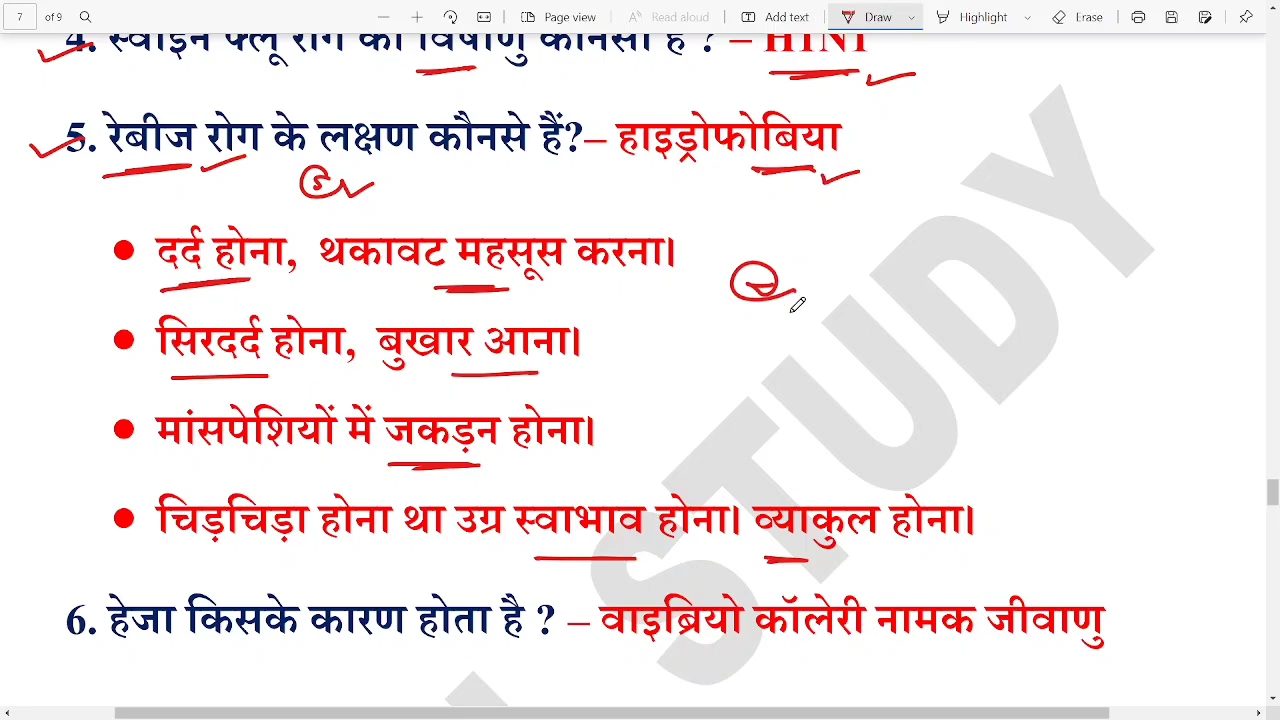 7 of 9 Page view Read aloud Add text Draw Highlight Erase
4. स्वाइन फ्लू रोग का विषाणु कौनसा है ? – H1N1
5. रेबीज रोग के लक्षण कौनसे हैं?– हाइड्रोफोबिया
• दर्द होना, थकावट महसूस करना।
• सिरदर्द होना, बुखार आना।
• मांसपेशियों में जकड़न होना।
• चिड़चिड़ा होना था उग्र स्वाभाव होना। व्याकुल होना।
6. हेजा किसके कारण होता है ? – वाइब्रियो कॉलेरी नामक जीवाणु
STUDY